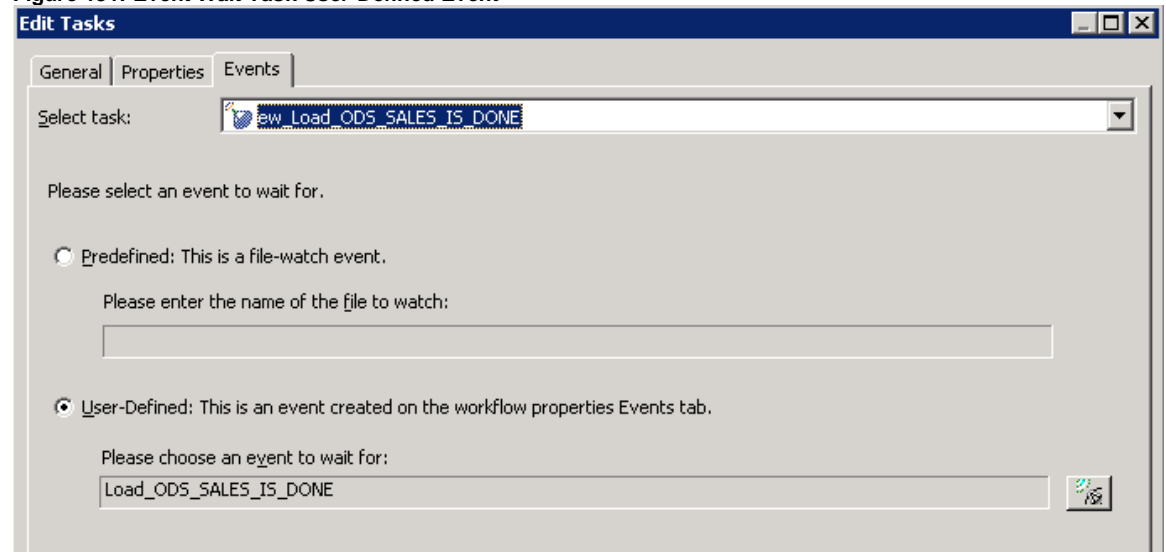 Edit Tasks
General Properties Events
Select task: ew_Load_ODS_SALES_IS_DONE
Please select an event to wait for.
Predefined: This is a file-watch event.
Please enter the name of the file to watch:
User-Defined: This is an event created on the workflow properties Events tab.
Please choose an event to wait for:
Load_ODS_SALES_IS_DONE